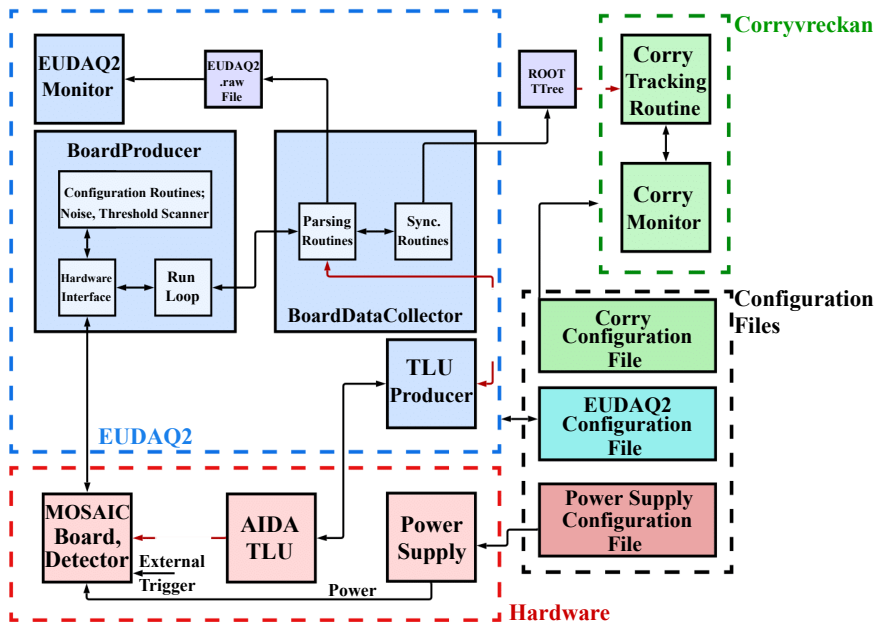 Corryvreckan
EUDAQ2
Monitor
EUDAQ2
.raw
File
ROOT
TTree
Corry
Tracking
Routine
BoardProducer
Configuration Routines;
Noise, Threshold Scanner
Hardware
Interface
Run
Loop
Parsing
Routines
Sync.
Routines
BoardDataCollector
Corry
Monitor
TLU
Producer
EUDAQ2
Configuration
Files
Corry
Configuration
File
EUDAQ2
Configuration
File
Power Supply
Configuration
File
MOSAIC
Board,
Detector
AIDA
TLU
Power
Supply
External
Trigger
Power
Hardware